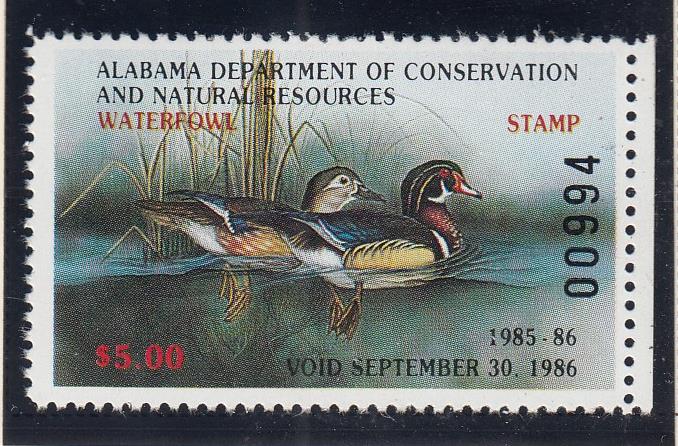 ALABAMA DEPARTMENT OF CONSERVATION
AND NATURAL RESOURCES
WATERFOWL STAMP
00994
1985-86
$5.00
VOID SEPTEMBER 30, 1986